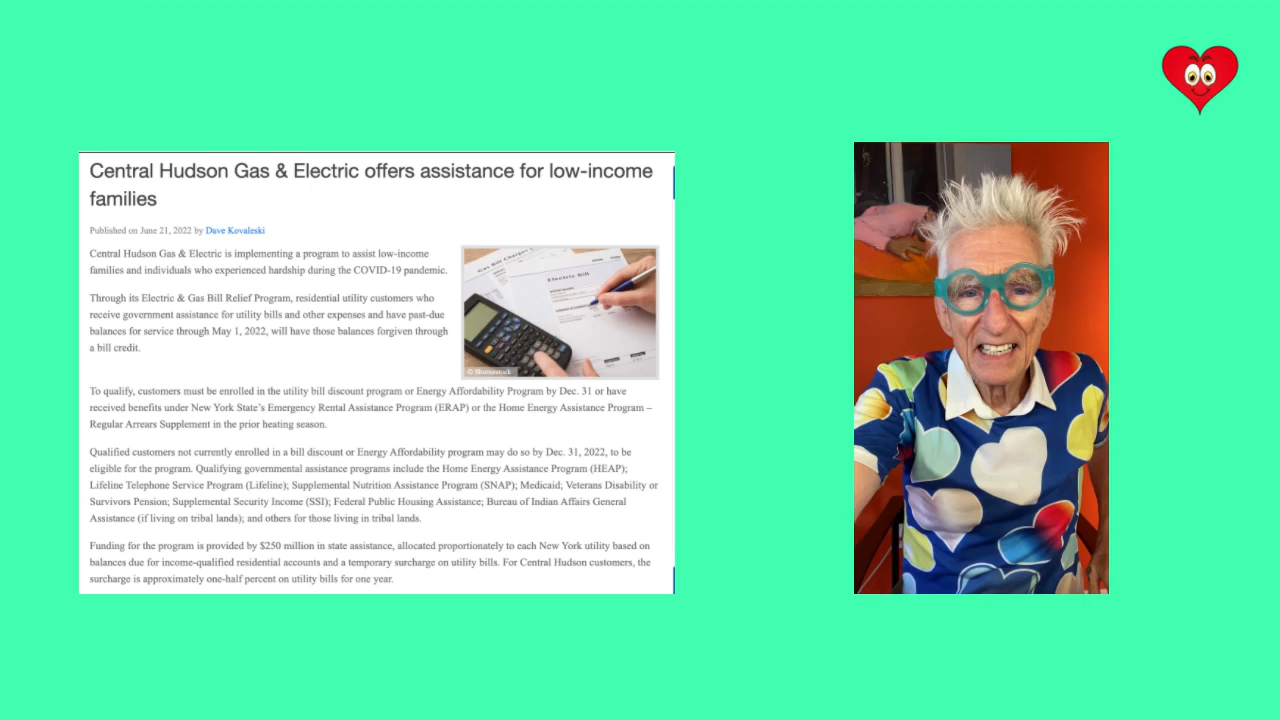 Central Hudson Gas & Electric offers assistance for low-income
families
Published on June 21, 2022 by Dave Kovaleski
Central Hudson Gas & Electric is implementing a program to assist low-income
families and individuals who experienced hardship during the COVID-19 pandemic.
Through its Electric & Gas Bill Relief Program, residential utility customers who
receive government assistance for utility bills and other expenses and have past-due
balances for service through May 1, 2022, will have those balances forgiven through
a bill credit.
Gas Bill Charges
Electric Bill
© Shutterstock
To qualify, customers must be enrolled in the utility bill discount program or Energy Affordability Program by Dec. 31 or have
received benefits under New York State’s Emergency Rental Assistance Program (ERAP) or the Home Energy Assistance Program –
Regular Arrears Supplement in the prior heating season.
Qualified customers not currently enrolled in a bill discount or Energy Affordability program may do so by Dec. 31, 2022, to be
eligible for the program. Qualifying governmental assistance programs include the Home Energy Assistance Program (HEAP);
Lifeline Telephone Service Program (Lifeline); Supplemental Nutrition Assistance Program (SNAP); Medicaid; Veterans Disability or
Survivors Pension; Supplemental Security Income (SSI); Federal Public Housing Assistance; Bureau of Indian Affairs General
Assistance (if living on tribal lands); and others for those living in tribal lands.
Funding for the program is provided by $250 million in state assistance, allocated proportionately to each New York utility based on
balances due for income-qualified residential accounts and a temporary surcharge on utility bills. For Central Hudson customers, the
surcharge is approximately one-half percent on utility bills for one year.